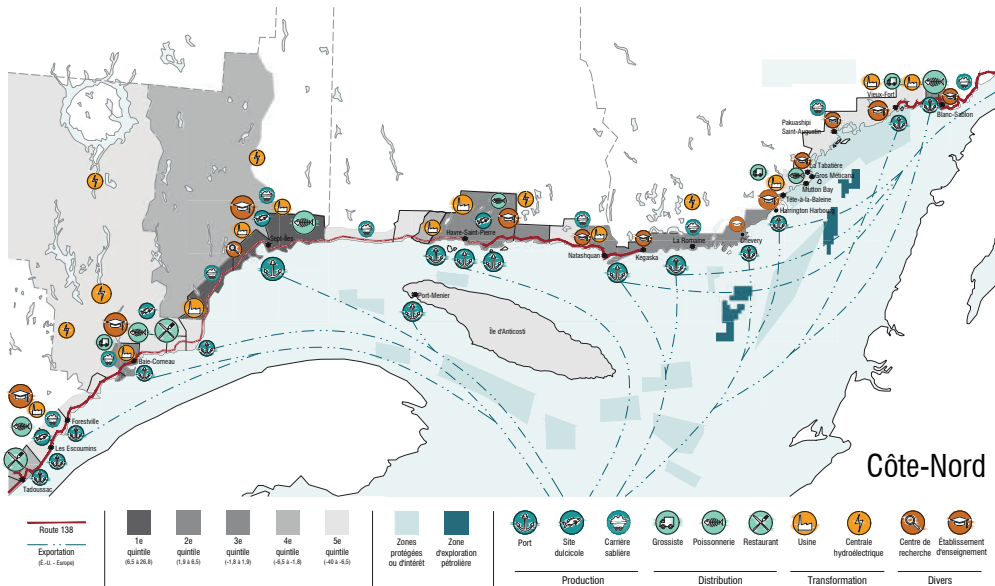 Vieux-Fort
Blanc-Sablon
Pakuashipi
Saint-Augustin
La Tabatière
Gros Mécatina
Mutton Bay
Tête-à-la-Baleine
Harrington Harbourg
Chevery
La Romaine
Kegaska
Natashquan
Havre-Saint-Pierre
Sept-Îles
Port-Menier
Île d'Anticosti
Baie-Comeau
Forestville
Les Escoumins
Tadoussac
Côte-Nord
Route 138
Exportation
(É.-U. - Europe)
1e
quintile
(6,5 à 26,8)
2e
quintile
(1,9 à 6,5)
3e
quintile
(-1,8 à 1,9)
4e
quintile
(-6,5 à -1,8)
5e
quintile
(-40 à -6,5)
Zones
protégées
ou d'intérêt
Zone
d'exploration
pétrolière
Port
Site
dulcicole
Carrière
sablière
Grossiste
Poissonnerie
Restaurant
Usine
Centrale
hydroélectrique
Centre de
recherche
Établissement
d'enseignement
Production
Distribution
Transformation
Divers